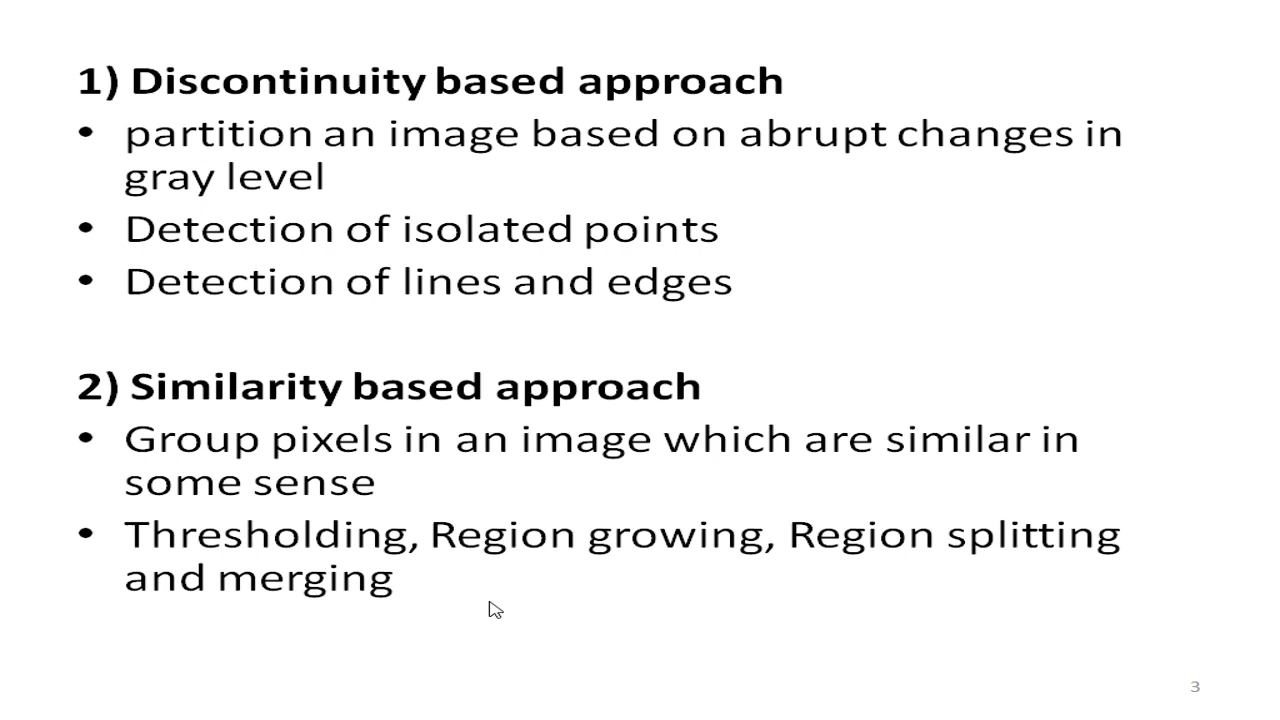 1) Discontinuity based approach
• partition an image based on abrupt changes in
gray level
• Detection of isolated points
• Detection of lines and edges
2) Similarity based approach
• Group pixels in an image which are similar in
some sense
• Thresholding, Region growing, Region splitting
and merging
3